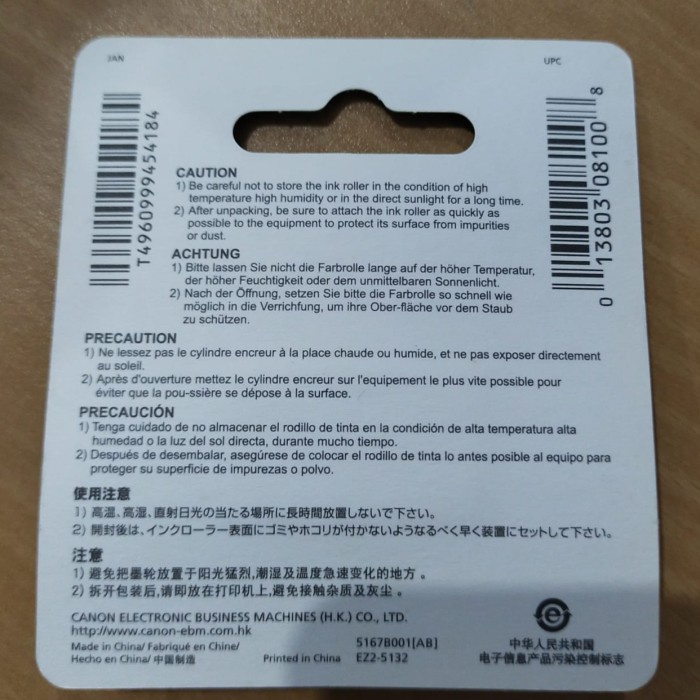 JAN
UPC
T4960999454184
0 13803 08100 8
CAUTION
1) Be careful not to store the ink roller in the condition of high
temperature high humidity or in the direct sunlight for a long time.
2) After unpacking, be sure to attach the ink roller as quickly as
possible to the equipment to protect its surface from impurities
or dust.
ACHTUNG
1) Bitte lassen Sie nicht die Farbrolle lange auf der höher Temperatur,
der höher Feuchtigkeit oder dem unmittelbaren Sonnenlicht.
2) Nach der Öffnung, setzen Sie bitte die Farbrolle so schnell wie
möglich in die Verrichfung, um ihre Ober-fläche vor dem Staub
zu schützen.
PRECAUTION
1) Ne lessez pas le cylindre encreur à la place chaude ou humide, et ne pas exposer directement
au soleil.
2) Après d'ouverture mettez le cylindre encreur sur l'equipement le plus vite possible pour
éviter que la pou-ssière se dépose à la surface.
PRECAUCIÓN
1) Tenga cuidado de no almacenar el rodillo de tinta en la condición de alta temperatura alta
humedad o la luz del sol directa, durante mucho tiempo.
2) Después de desembalar, asegúrese de colocar el rodillo de tinta lo antes posible al equipo para
proteger su superficie de impurezas o polvo.
使用注意
1) 高温、高湿、直射日光の当たる場所に長時間放置しないで下さい。
2) 開封後は、インクローラー表面にゴミやホコリが付かないようなるべく早く装置にセットして下さい。
注意
1) 避免把墨轮放置于阳光猛烈,潮湿及温度急速变化的地方。
2) 拆开包装后,请即放在打印机上,避免接触杂质及灰尘。
CANON ELECTRONIC BUSINESS MACHINES (H.K.) CO., LTD.
http://www.canon-ebm.com.hk
Made in China/ Fabriqué en Chine/
Hecho en China/ 中国制造
Printed in China
5167B001[AB]
EZ2-5132
e
中华人民共和国
电子信息产品污染控制标志